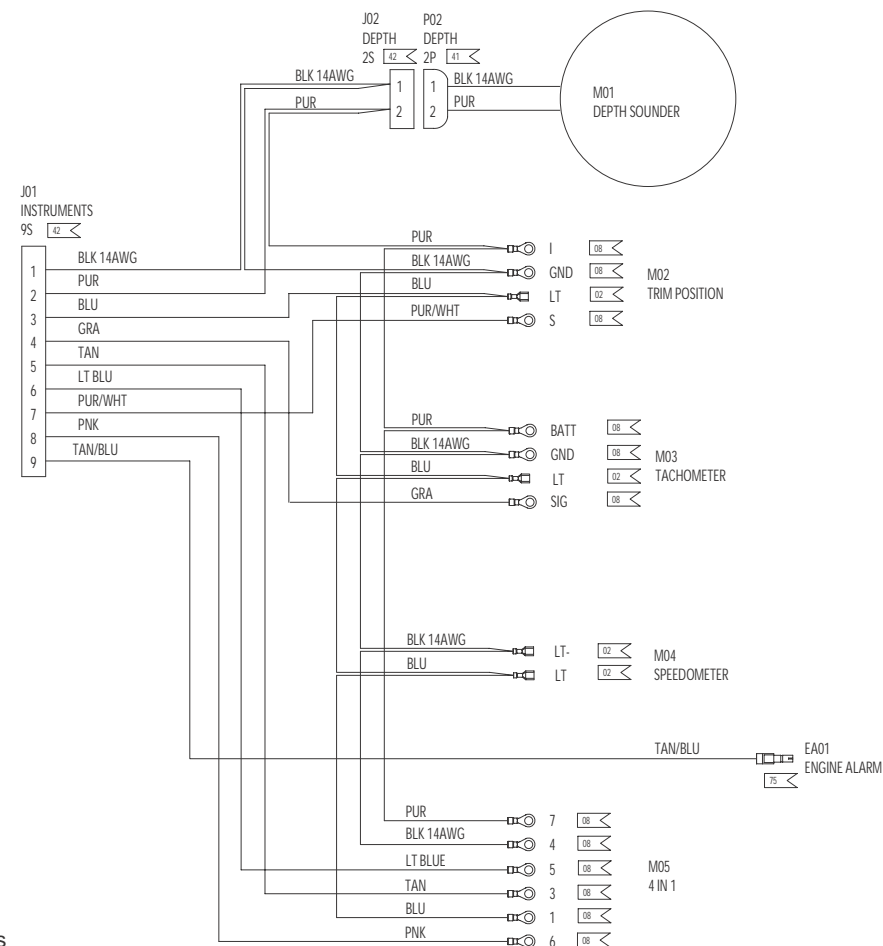 J02
DEPTH
2S 42
P02
DEPTH
2P 41
BLK 14AWG
PUR
1
2
1
2
BLK 14AWG
PUR
M01
DEPTH SOUNDER
J01
INSTRUMENTS
9S 42
1 BLK 14AWG
2 PUR
3 BLU
4 GRA
5 TAN
6 LT BLU
7 PUR/WHT
8 PNK
9 TAN/BLU
PUR I 08
BLK 14AWG GND 08
BLU LT 02
PUR/WHT S 08
M02
TRIM POSITION
PUR BATT 08
BLK 14AWG GND 08
BLU LT 02
GRA SIG 08
M03
TACHOMETER
BLK 14AWG LT- 02
BLU LT 02
M04
SPEEDOMETER
TAN/BLU
EA01
ENGINE ALARM
75
PUR 7 08
BLK 14AWG 4 08
LT BLUE 5 08
TAN 3 08
BLU 1 08
PNK 6 08
M05
4 IN 1
s